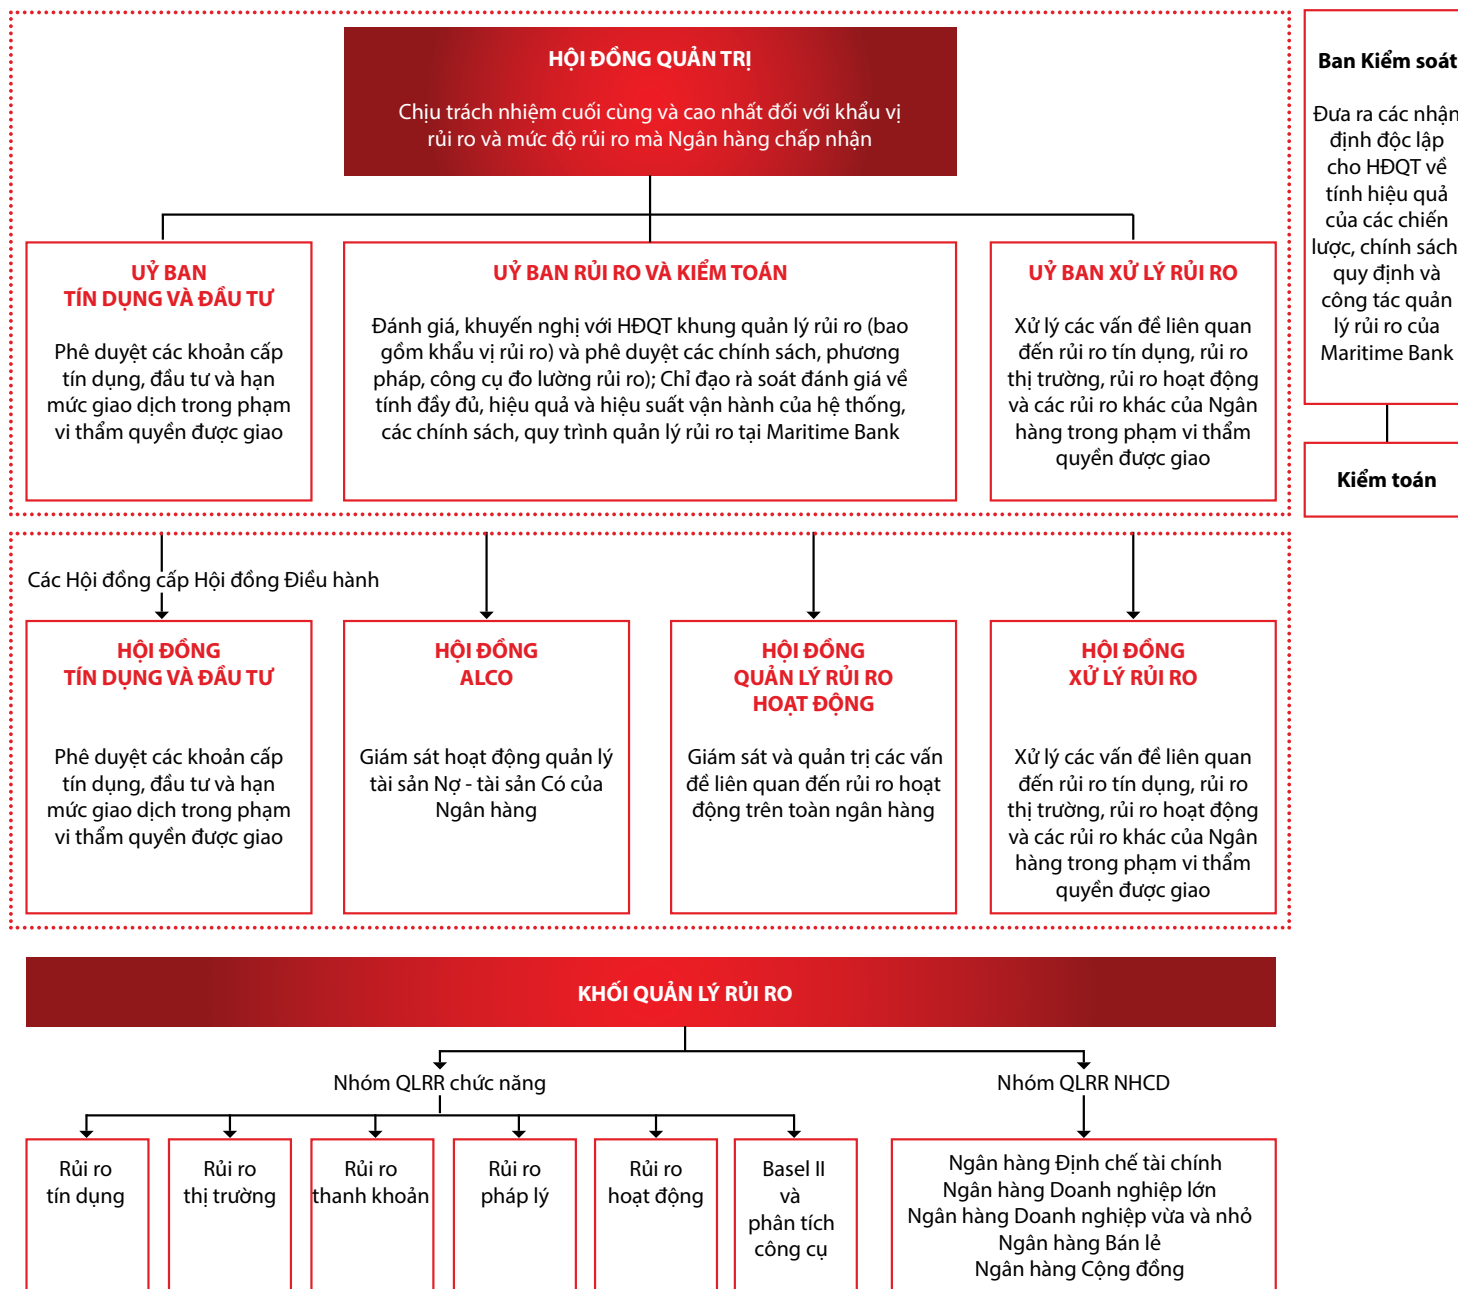 HỘI ĐỒNG QUẢN TRỊ
Chịu trách nhiệm cuối cùng và cao nhất đối với khẩu vị
rủi ro và mức độ rủi ro mà Ngân hàng chấp nhận
Ban Kiểm soát
Đưa ra các nhận
định độc lập
cho HĐQT về
tính hiệu quả
của các chiến
lược, chính sách
quy định và
công tác quản
lý rủi ro của
Maritime Bank
Kiểm toán
UỶ BAN
TÍN DỤNG VÀ ĐẦU TƯ
Phê duyệt các khoản cấp
tín dụng, đầu tư và hạn
mức giao dịch trong phạm
vi thẩm quyền được giao
UỶ BAN RỦI RO VÀ KIỂM TOÁN
Đánh giá, khuyến nghị với HĐQT khung quản lý rủi ro (bao
gồm khẩu vị rủi ro) và phê duyệt các chính sách, phương
pháp, công cụ đo lường rủi ro); Chỉ đạo rà soát đánh giá về
tính đầy đủ, hiệu quả và hiệu suất vận hành của hệ thống,
các chính sách, quy trình quản lý rủi ro tại Maritime Bank
UỶ BAN XỬ LÝ RỦI RO
Xử lý các vấn đề liên quan
đến rủi ro tín dụng, rủi ro
thị trường, rủi ro hoạt động
và các rủi ro khác của Ngân
hàng trong phạm vi thẩm
quyền được giao
Các Hội đồng cấp Hội đồng Điều hành
HỘI ĐỒNG
TÍN DỤNG VÀ ĐẦU TƯ
Phê duyệt các khoản cấp
tín dụng, đầu tư và hạn
mức giao dịch trong phạm
vi thẩm quyền được giao
HỘI ĐỒNG
ALCO
Giám sát hoạt động quản lý
tài sản Nợ - tài sản Có của
Ngân hàng
HỘI ĐỒNG
QUẢN LÝ RỦI RO
HOẠT ĐỘNG
Giám sát và quản trị các vấn
đề liên quan đến rủi ro hoạt
động trên toàn ngân hàng
HỘI ĐỒNG
XỬ LÝ RỦI RO
Xử lý các vấn đề liên quan
đến rủi ro tín dụng, rủi ro
thị trường, rủi ro hoạt động
và các rủi ro khác của Ngân
hàng trong phạm vi thẩm
quyền được giao
KHỐI QUẢN LÝ RỦI RO
Nhóm QLRR chức năng
Nhóm QLRR NHCD
Rủi ro
tín dụng
Rủi ro
thị trường
Rủi ro
thanh khoản
Rủi ro
pháp lý
Rủi ro
hoạt động
Basel II
và
phân tích
công cụ
Ngân hàng Định chế tài chính
Ngân hàng Doanh nghiệp lớn
Ngân hàng Doanh nghiệp vừa và nhỏ
Ngân hàng Bán lẻ
Ngân hàng Cộng đồng